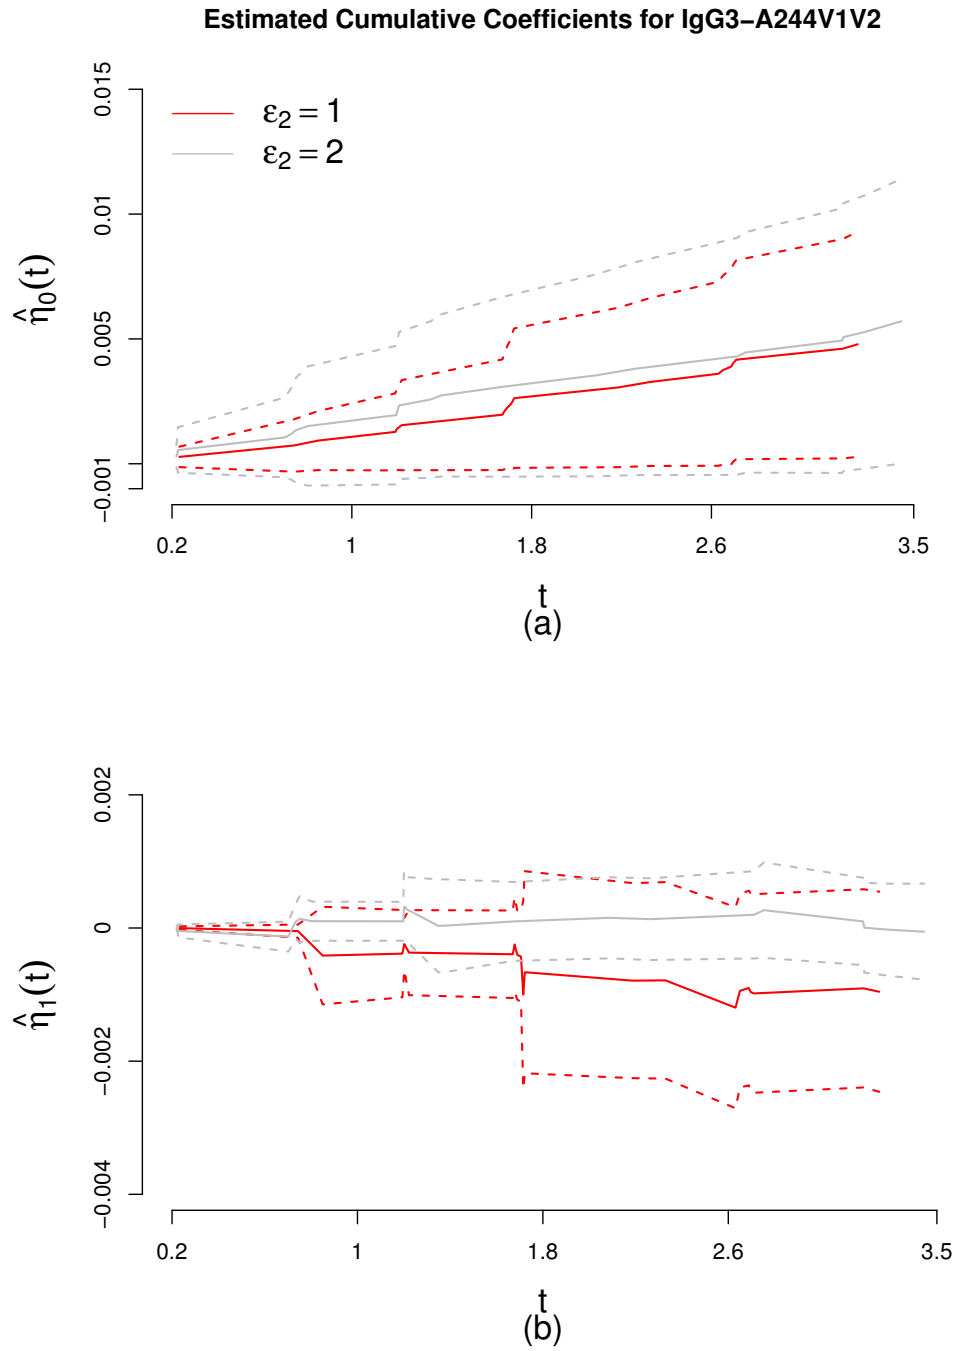 Estimated Cumulative Coefficients for IgG3−A244V1V2
0.015
0.01
0.005
−0.001
η̂₀(t)
ε₂ = 1
ε₂ = 2
0.2 1 1.8 2.6 3.5
t
(a)
0.002
0
−0.002
−0.004
η̂₁(t)
0.2 1 1.8 2.6 3.5
t
(b)